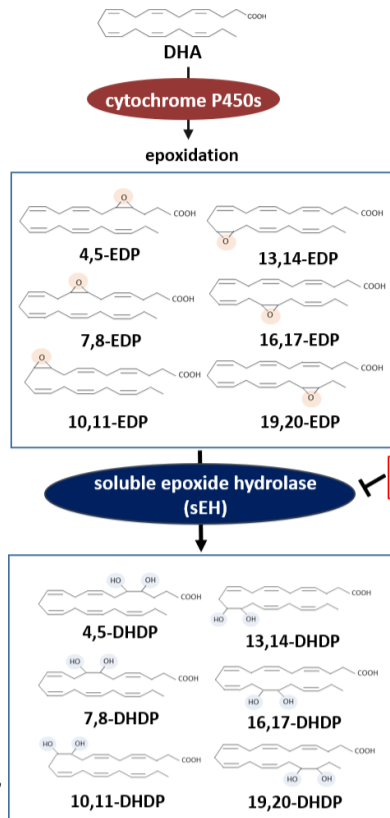 COOH
DHA
cytochrome P450s
epoxidation
O
COOH
4,5-EDP
COOH
O
13,14-EDP
O
COOH
7,8-EDP
COOH
O
16,17-EDP
O
COOH
10,11-EDP
COOH
O
19,20-EDP
soluble epoxide hydrolase
(sEH)
HO OH
COOH
4,5-DHDP
COOH
HO OH
13,14-DHDP
HO OH
COOH
7,8-DHDP
COOH
HO OH
16,17-DHDP
HO OH
COOH
10,11-DHDP
COOH
HO OH
19,20-DHDP